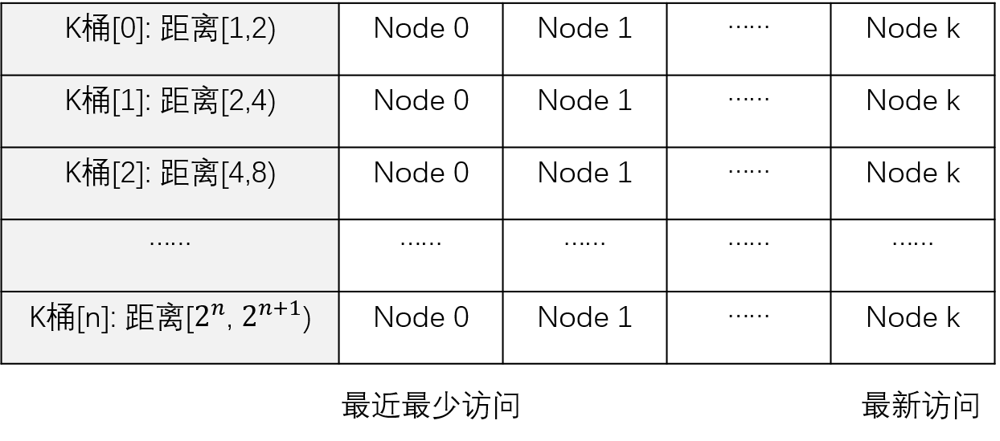 K桶[0]: 距离[1,2) Node 0 Node 1 …… Node k
K桶[1]: 距离[2,4) Node 0 Node 1 …… Node k
K桶[2]: 距离[4,8) Node 0 Node 1 …… Node k
…… …… …… …… ……
K桶[n]: 距离[2ⁿ, 2ⁿ⁺¹) Node 0 Node 1 …… Node k
最近最少访问 最新访问